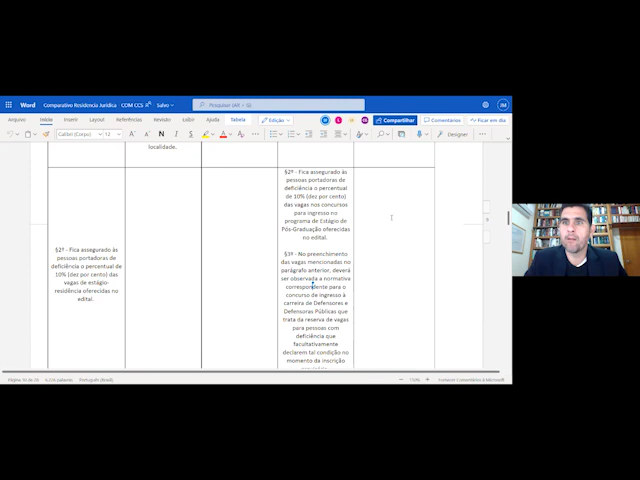 Word
Comparativo Residencia Juridica
CDM CCS
Salvo
Pesquisar (Alt + G)
JM
Arquivo
Início
Inserir
Layout
Referências
Revisão
Exibir
Ajuda
Tabela
Edição
Compartilhar
Comentários
Ficar em dia
Calibri (Corpo)
12
Designer
localidade.
§2º - Fica assegurado às
pessoas portadoras de
deficiência o percentual de
10% (dez por cento) das
vagas de estágio-
residência oferecidas no
edital.
§2º - Fica assegurado às
pessoas portadoras de
deficiência o percentual
de 10% (dez por cento)
das vagas nos concursos
para ingresso no
programa de Estágio de
Pós-Graduação oferecidas
no edital.
§3º - No preenchimento
das vagas mencionadas no
parágrafo anterior, deverá
ser observada a normativa
correspondente para o
concurso de ingresso à
carreira de Defensores e
Defensoras Públicas que
trata da reserva de vagas
para pessoas com
deficiência que
facultativamente
declarem tal condição no
momento da inscrição
palavras
Português (Brasil)
Fornecer Comentários à Microsoft